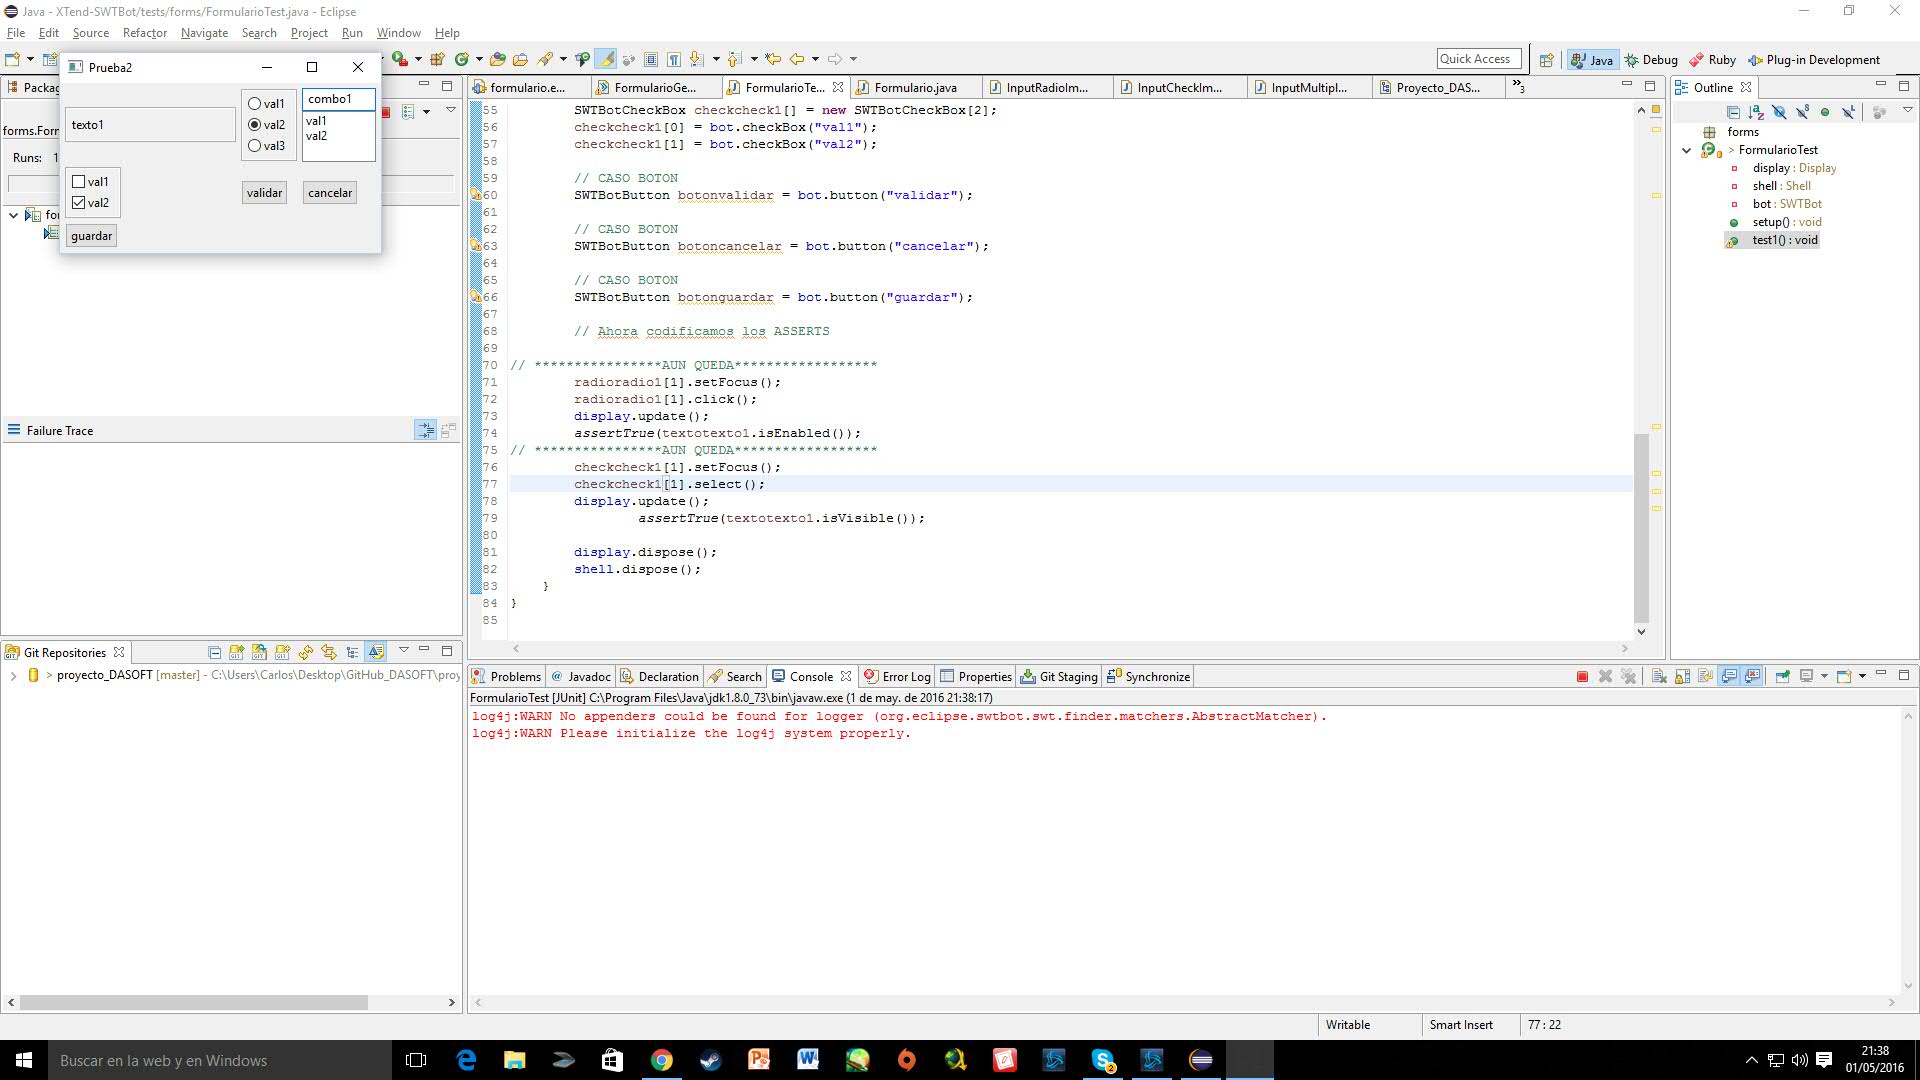 Java - XTend-SWTBot/tests/forms/FormularioTest.java - Eclipse
File Edit Source Refactor Navigate Search Project Run Window Help
Quick Access
Java Debug Ruby Plug-in Development
Prueba2
texto1
val1
val2
val3
combo1
val1
val2
val1
val2
validar cancelar
guardar
forms.Forr
Runs: 1
Failure Trace
formulario.e... FormularioGe... FormularioTe... Formulario.java InputRadioIm... InputCheckIm... InputMultipl... Proyecto_DAS... »3
55 SWTBotCheckBox checkcheck1[] = new SWTBotCheckBox[2];
56 checkcheck1[0] = bot.checkBox("val1");
57 checkcheck1[1] = bot.checkBox("val2");
58
59 // CASO BOTON
60 SWTBotButton botonvalidar = bot.button("validar");
61
62 // CASO BOTON
63 SWTBotButton botoncancelar = bot.button("cancelar");
64
65 // CASO BOTON
66 SWTBotButton botonguardar = bot.button("guardar");
67
68 // Ahora codificamos los ASSERTS
69
70 // ****************AUN QUEDA******************
71 radioradio1[1].setFocus();
72 radioradio1[1].click();
73 display.update();
74 assertTrue(textotexto1.isEnabled());
75 // ****************AUN QUEDA******************
76 checkcheck1[1].setFocus();
77 checkcheck1[1].select();
78 display.update();
79 assertTrue(textotexto1.isVisible());
80
81 display.dispose();
82 shell.dispose();
83 }
84 }
85
Outline
forms
> FormularioTest
display : Display
shell : Shell
bot : SWTBot
setup() : void
test1() : void
Git Repositories
> proyecto_DASOFT [master] - C:\Users\Carlos\Desktop\GitHub_DASOFT\proy
Problems Javadoc Declaration Search Console Error Log Properties Git Staging Synchronize
FormularioTest [JUnit] C:\Program Files\Java\jdk1.8.0_73\bin\javaw.exe (1 de may. de 2016 21:38:17)
log4j:WARN No appenders could be found for logger (org.eclipse.swtbot.swt.finder.matchers.AbstractMatcher).
log4j:WARN Please initialize the log4j system properly.
Writable Smart Insert 77 : 22
Buscar en la web y en Windows
21:38
01/05/2016